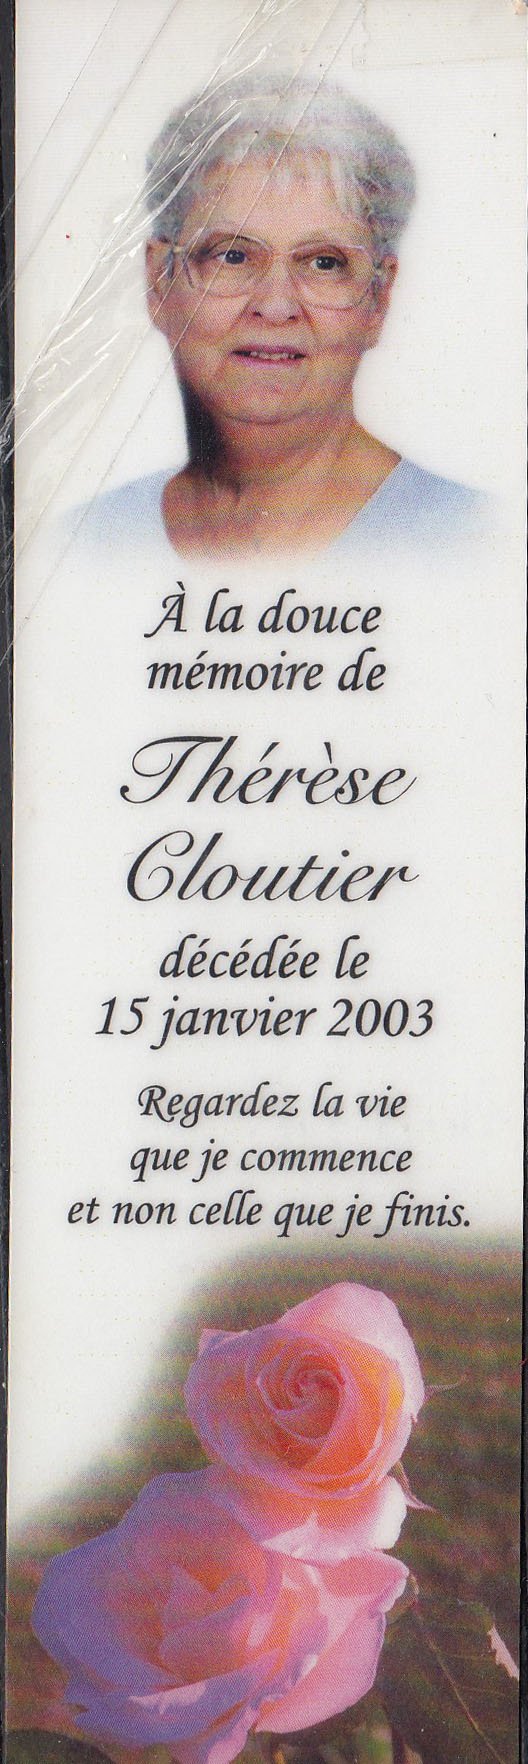 À la douce
mémoire de
Thérèse
Cloutier
décédée le
15 janvier 2003
Regardez la vie
que je commence
et non celle que je finis.